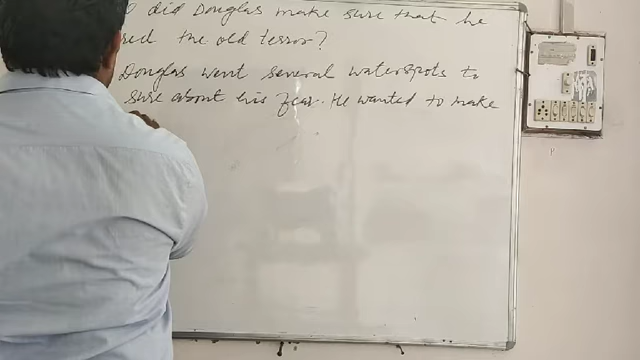 did Douglas make sure that he
the old terror?
Douglas went several waterspots to
sure about his fear. He wanted to make